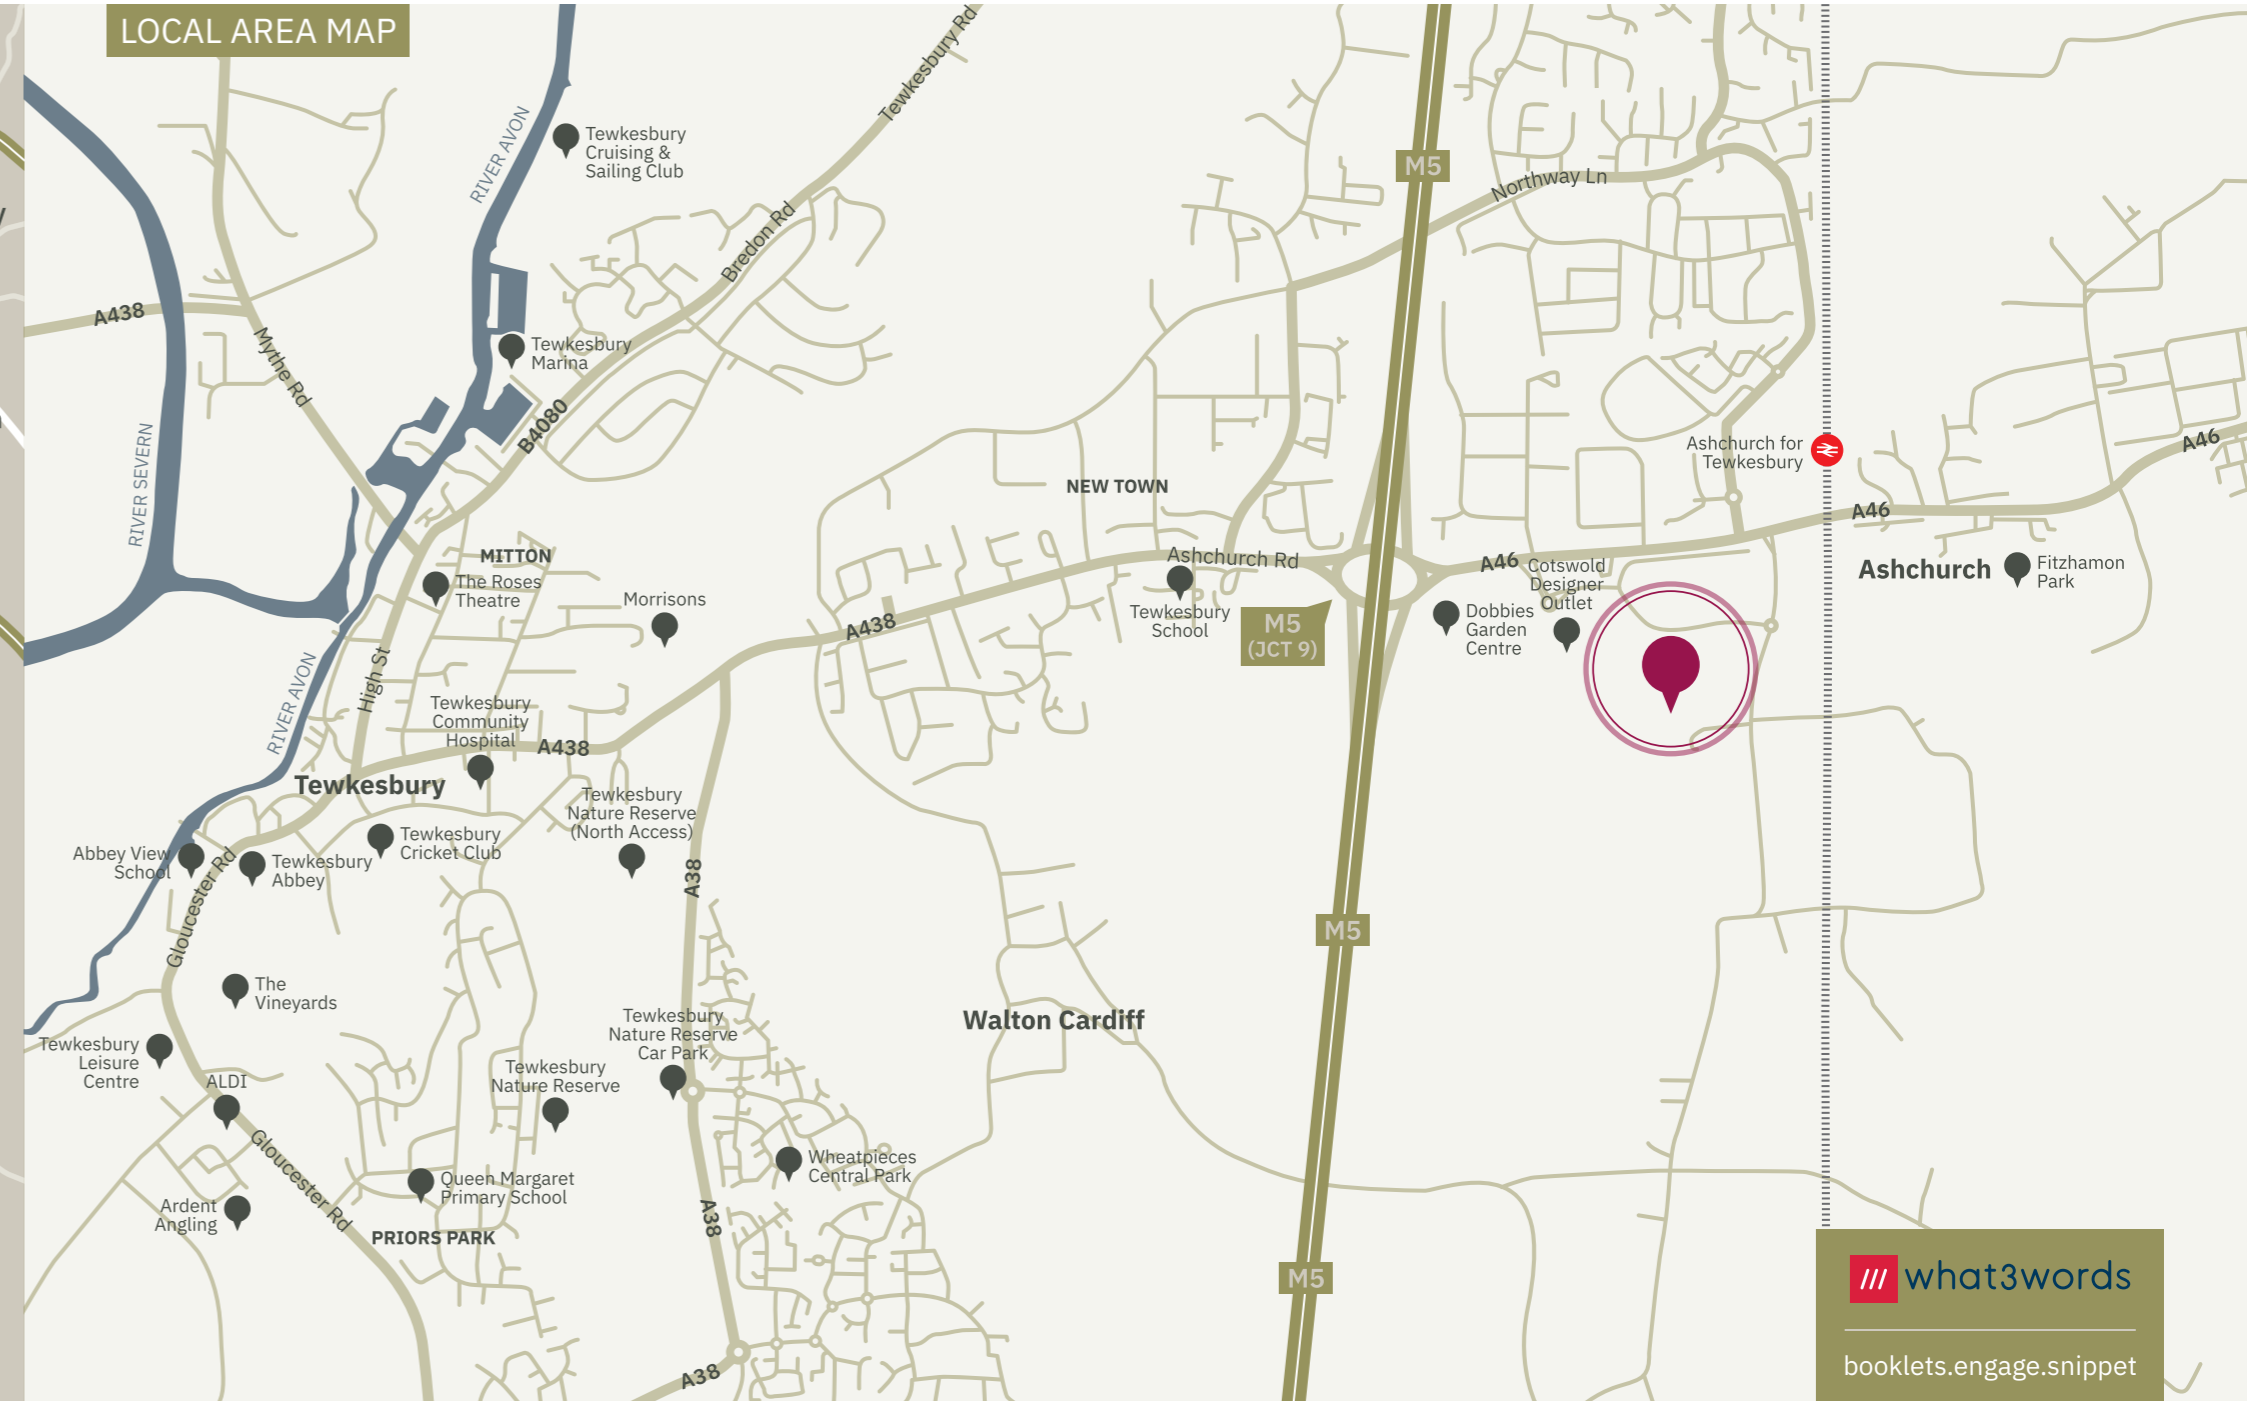 LOCAL AREA MAP
Tewkesbury Rd
RIVER AVON
Tewkesbury
Cruising &
Sailing Club
M5
Northway Ln
Bredon Rd
A438
Mythe Rd
Tewkesbury
Marina
B4080
RIVER SEVERN
Ashchurch for
Tewkesbury
A46
NEW TOWN
A46
MITTON
Ashchurch Rd
A46
Cotswold
Designer
Outlet
Ashchurch
Fitzhamon
Park
The Roses
Theatre
Morrisons
A438
Tewkesbury
School
M5
(JCT 9)
Dobbies
Garden
Centre
High St
RIVER AVON
Tewkesbury
Community
Hospital
A438
Tewkesbury
Tewkesbury
Nature Reserve
(North Access)
Tewkesbury
Cricket Club
Abbey View
School
Tewkesbury
Abbey
Gloucester Rd
A38
M5
The
Vineyards
Walton Cardiff
Tewkesbury
Nature Reserve
Car Park
Tewkesbury
Leisure
Centre
ALDI
Tewkesbury
Nature Reserve
Gloucester Rd
Wheatpieces
Central Park
Queen Margaret
Primary School
Ardent
Angling
PRIORS PARK
A38
M5
what3words
booklets.engage.snippet
A38